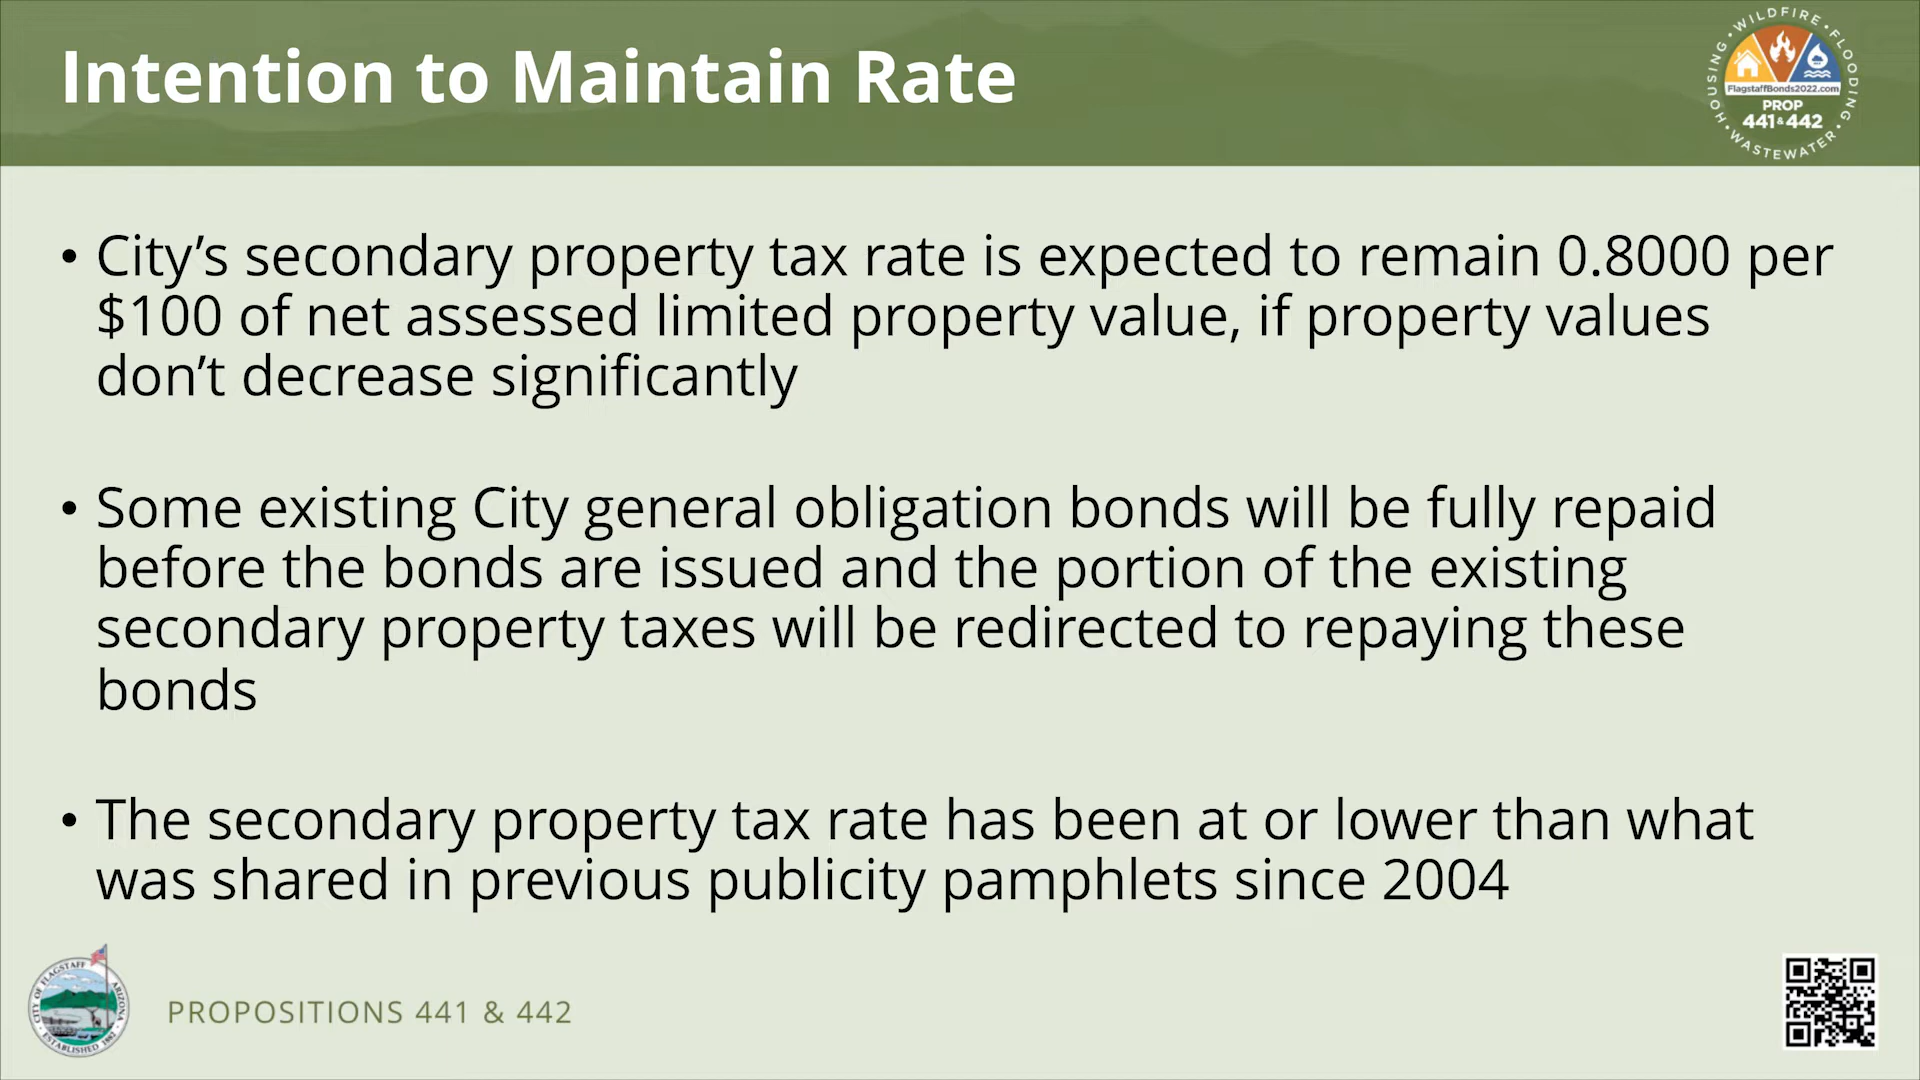 Intention to Maintain Rate
HOUSING • WILDFIRE • FLOODING • WASTEWATER •
FlagstaffBonds2022.com
PROP
441 & 442
• City’s secondary property tax rate is expected to remain 0.8000 per
$100 of net assessed limited property value, if property values
don’t decrease significantly
• Some existing City general obligation bonds will be fully repaid
before the bonds are issued and the portion of the existing
secondary property taxes will be redirected to repaying these
bonds
• The secondary property tax rate has been at or lower than what
was shared in previous publicity pamphlets since 2004
CITY OF FLAGSTAFF ARIZONA
ESTABLISHED 1882
PROPOSITIONS 441 & 442